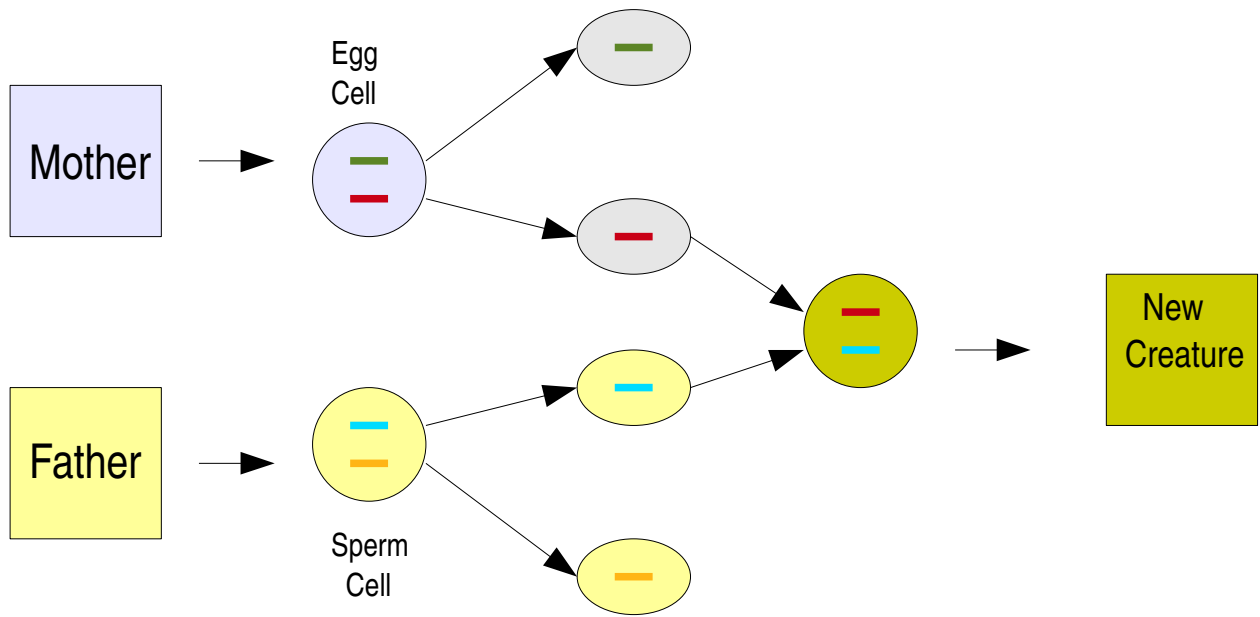 Egg
Cell
Mother
New
Creature
Father
Sperm
Cell